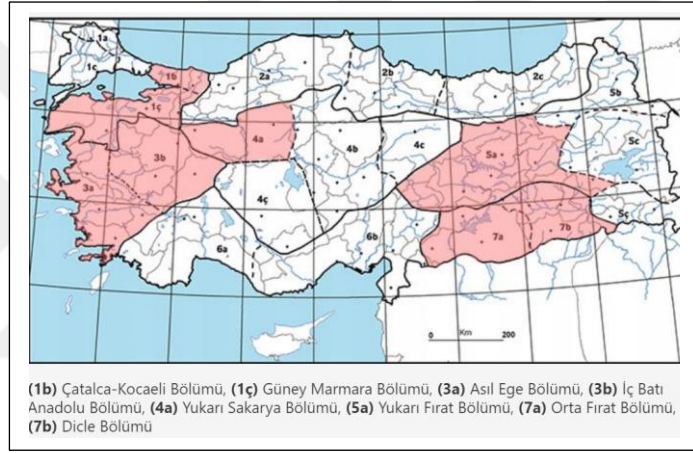 1a
1ç
1b
2a
2b
2c
5b
1ç
4a
4b
4c
5a
5c
3b
3a
4ç
5ç
6a
6b
7a
7b
Km
0 200
(1b) Çatalca-Kocaeli Bölümü, (1ç) Güney Marmara Bölümü, (3a) Asıl Ege Bölümü, (3b) İç Batı
Anadolu Bölümü, (4a) Yukarı Sakarya Bölümü, (5a) Yukarı Fırat Bölümü, (7a) Orta Fırat Bölümü,
(7b) Dicle Bölümü